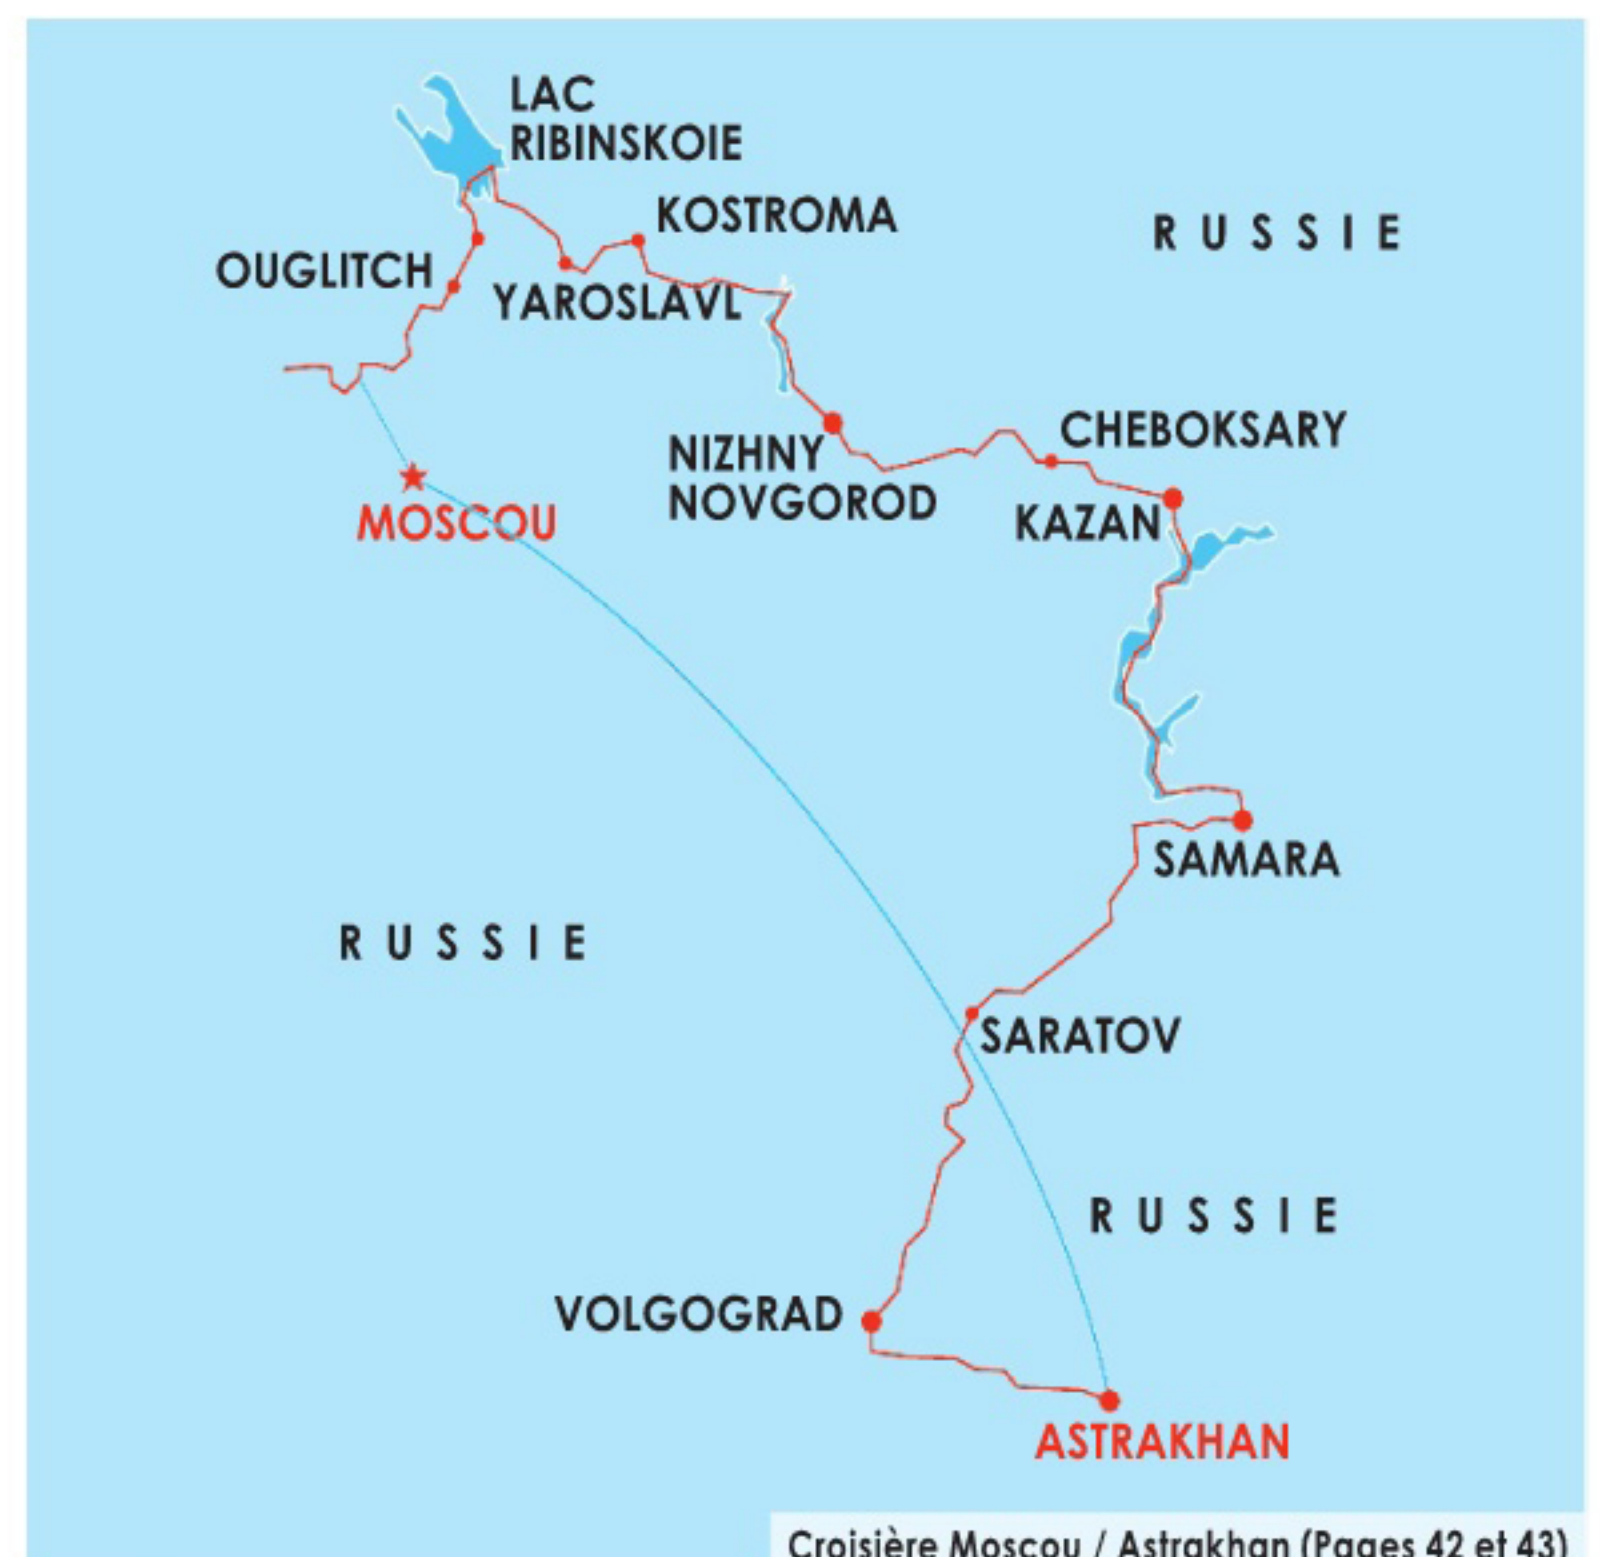 LAC
RIBINSKOIE
KOSTROMA
RUSSIE
OUGLITCH
YAROSLAVL
CHEBOKSARY
NIZHNY
NOVGOROD
KAZAN
MOSCOU
SAMARA
RUSSIE
SARATOV
RUSSIE
VOLGOGRAD
ASTRAKHAN
Croisière Moscou / Astrakhan (Pages 42 et 43)